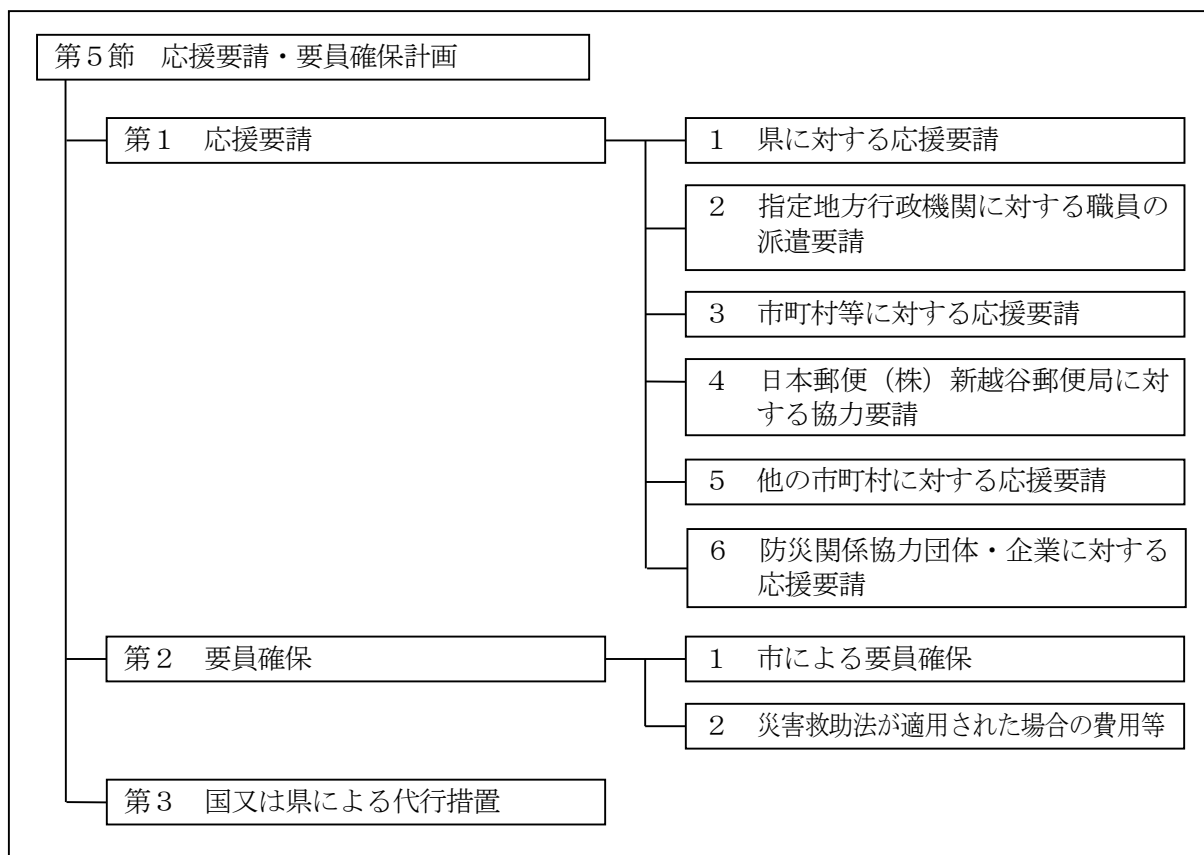 第５節　応援要請・要員確保計画
第１　応援要請
１　県に対する応援要請
２　指定地方行政機関に対する職員の
派遣要請
３　市町村等に対する応援要請
４　日本郵便（株）新越谷郵便局に対
する協力要請
５　他の市町村に対する応援要請
６　防災関係協力団体・企業に対する
応援要請
第２　要員確保
１　市による要員確保
２　災害救助法が適用された場合の費用等
第３　国又は県による代行措置